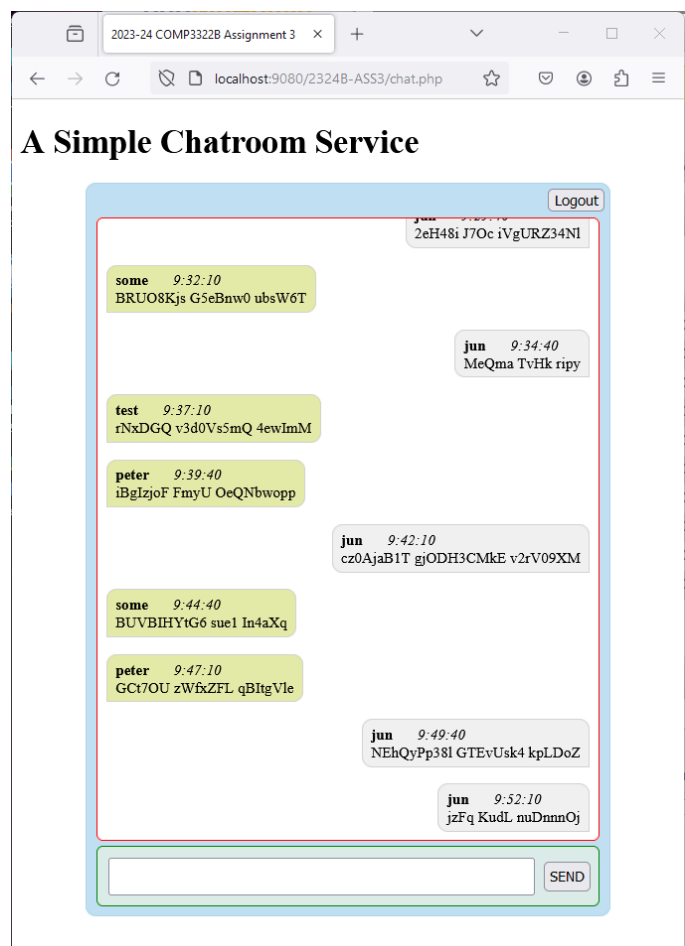 2023-24 COMP3322B Assignment 3
localhost:9080/2324B-ASS3/chat.php
A Simple Chatroom Service
Logout
jun 9:29:40
2eH48i J7Oc iVgURZ34Nl
some 9:32:10
BRUO8Kjs G5eBnw0 ubsW6T
jun 9:34:40
MeQma TvHk ripy
test 9:37:10
rNxDGQ v3d0Vs5mQ 4ewImM
peter 9:39:40
iBgIzjoF FmyU OeQNbwopp
jun 9:42:10
cz0AjaB1T gjODH3CMkE v2rV09XM
some 9:44:40
BUVBIHYtG6 sue1 In4aXq
peter 9:47:10
GCt7OU zWfxZFL qBItgVle
jun 9:49:40
NEhQyPp38l GTEvUsk4 kpLDoZ
jun 9:52:10
jzFq KudL nuDnnnOj
SEND